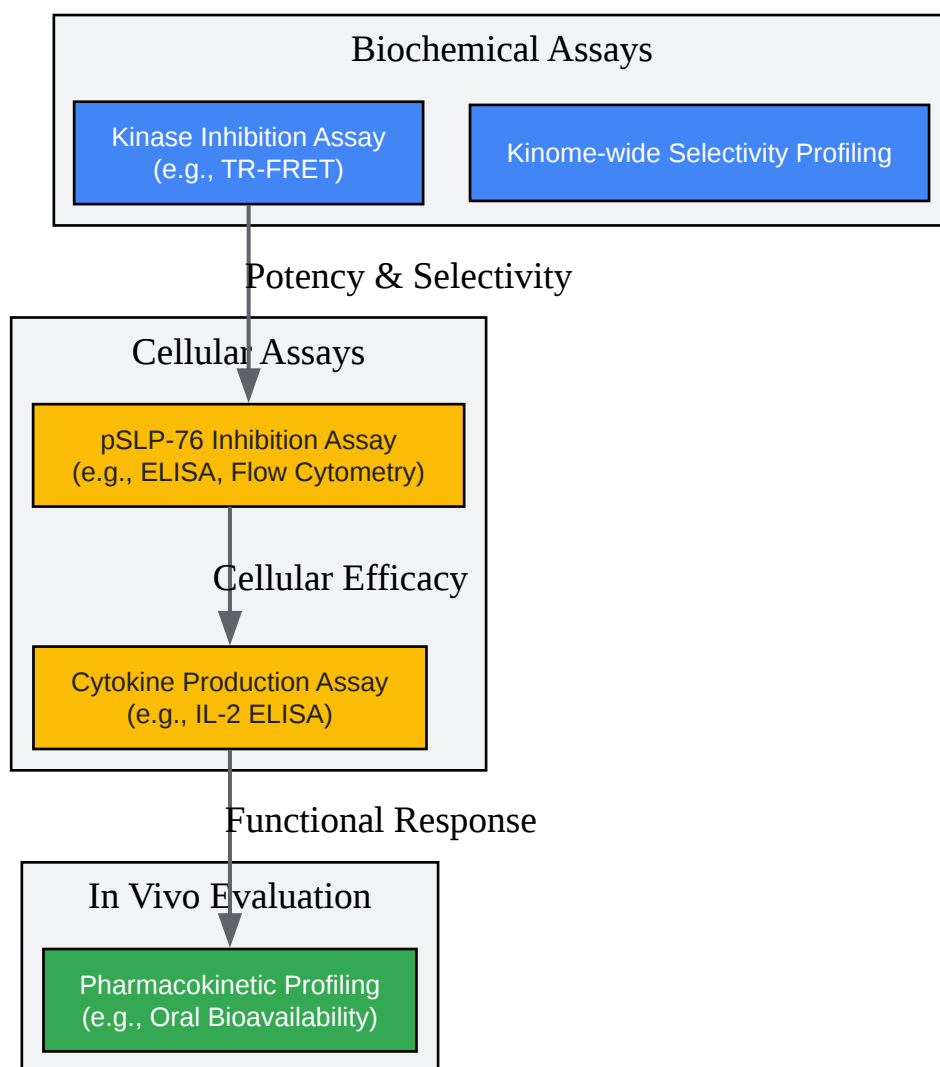 Biochemical Assays
Kinase Inhibition Assay
(e.g., TR-FRET)
Kinome-wide Selectivity Profiling
Potency & Selectivity
Cellular Assays
pSLP-76 Inhibition Assay
(e.g., ELISA, Flow Cytometry)
Cellular Efficacy
Cytokine Production Assay
(e.g., IL-2 ELISA)
Functional Response
In Vivo Evaluation
Pharmacokinetic Profiling
(e.g., Oral Bioavailability)